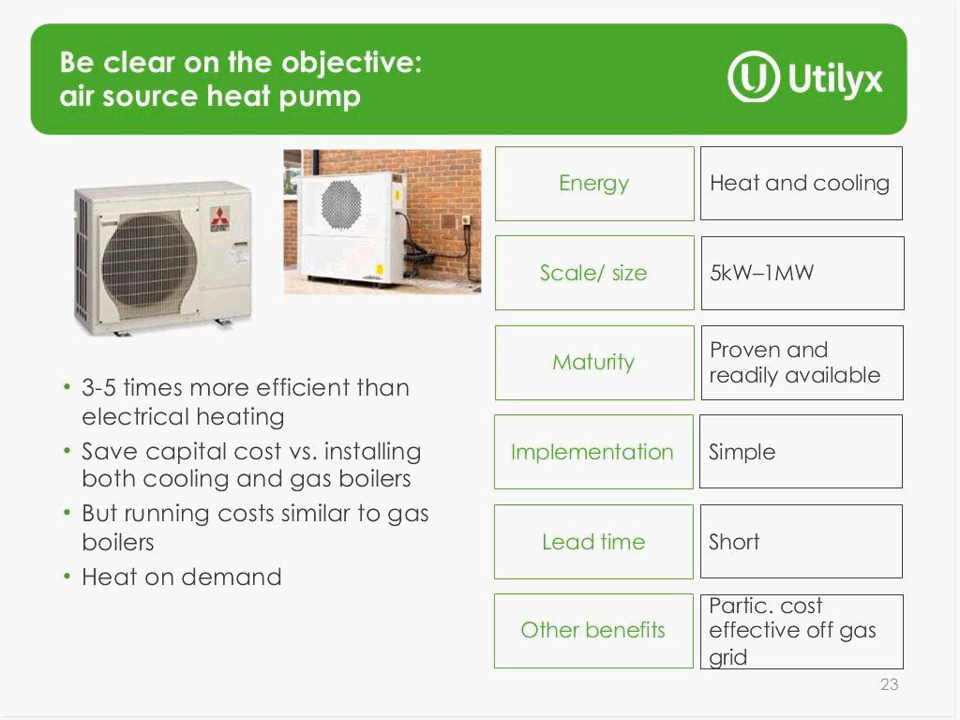 Be clear on the objective:
air source heat pump
Utilyx
3-5 times more efficient than
electrical heating
Save capital cost vs. installing
both cooling and gas boilers
But running costs similar to gas
boilers
Heat on demand
Energy
Heat and cooling
Scale/ size
5kW–1MW
Maturity
Proven and
readily available
Implementation
Simple
Lead time
Short
Other benefits
Partic. cost
effective off gas
grid
23